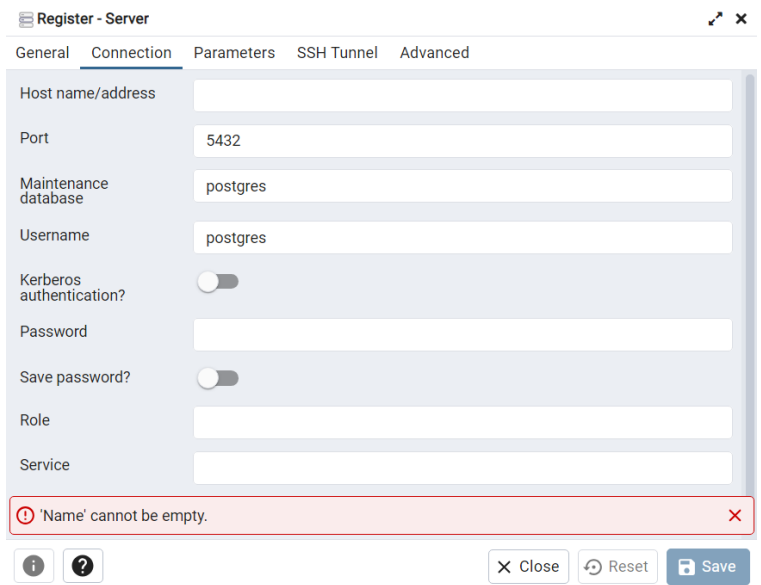 Register - Server
General Connection Parameters SSH Tunnel Advanced
Host name/address
Port 5432
Maintenance
database postgres
Username postgres
Kerberos
authentication?
Password
Save password?
Role
Service
'Name' cannot be empty.
Close Reset Save